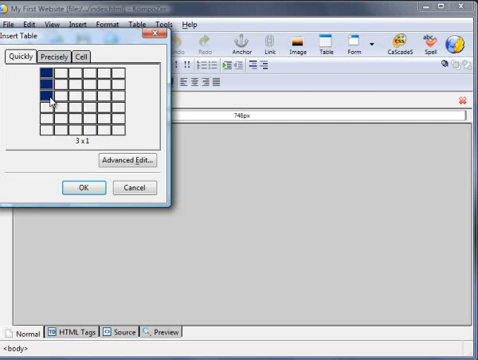 My First Website [file:///.../index.html] - KompoZer
File Edit View Insert Format Table Tools Help
Insert Table
Anchor Link Image Table Form CaScadeS Spell
Quickly Precisely Cell
748px
3 x 1
Advanced Edit...
OK Cancel
Normal HTML Tags Source Preview
<body>